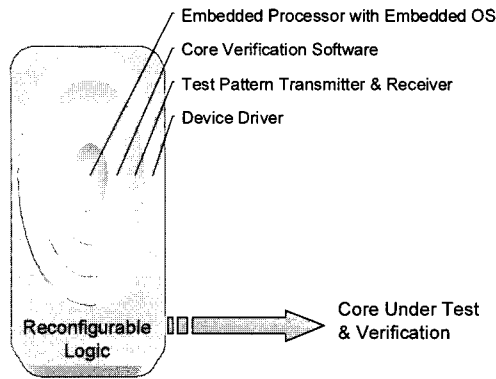 Embedded Processor with Embedded OS
Core Verification Software
Test Pattern Transmitter & Receiver
Device Driver
Reconfigurable
Logic
Core Under Test
& Verification